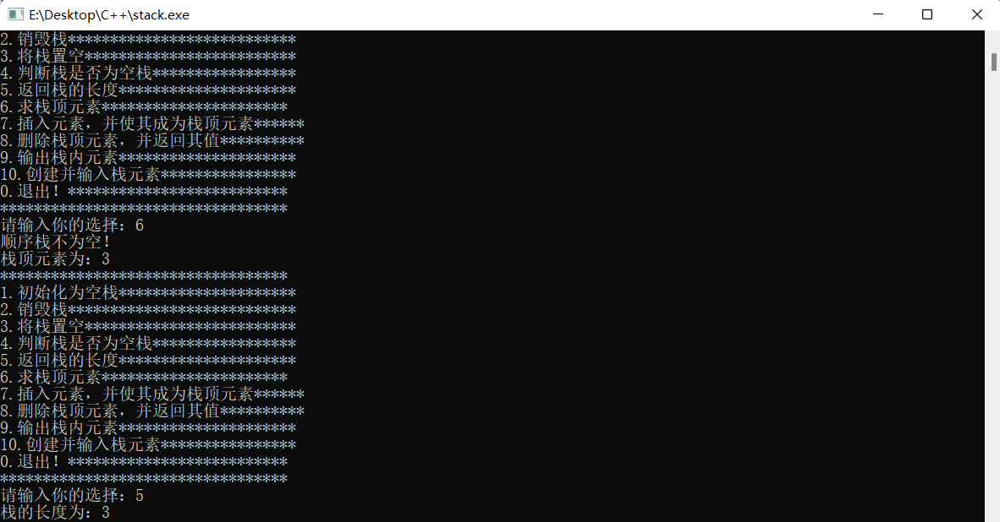 E:\Desktop\C++\stack.exe
2.销毁栈***************************
3.将栈置空*************************
4.判断栈是否为空栈*****************
5.返回栈的长度*********************
6.求栈顶元素**********************
7.插入元素，并使其成为栈顶元素******
8.删除栈顶元素，并返回其值**********
9.输出栈内元素*********************
10.创建并输入栈元素****************
0.退出！**************************
**********************************
请输入你的选择：6
顺序栈不为空！
栈顶元素为：3
**********************************
1.初始化为空栈*********************
2.销毁栈***************************
3.将栈置空*************************
4.判断栈是否为空栈*****************
5.返回栈的长度*********************
6.求栈顶元素**********************
7.插入元素，并使其成为栈顶元素******
8.删除栈顶元素，并返回其值**********
9.输出栈内元素*********************
10.创建并输入栈元素****************
0.退出！**************************
**********************************
请输入你的选择：5
栈的长度为：3